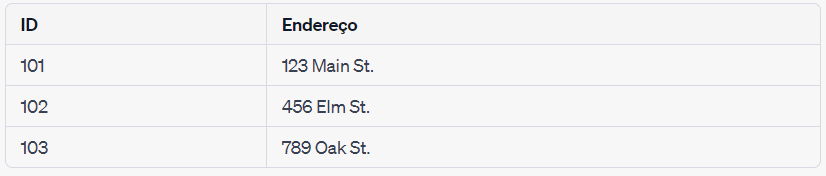 ID Endereço
101 123 Main St.
102 456 Elm St.
103 789 Oak St.